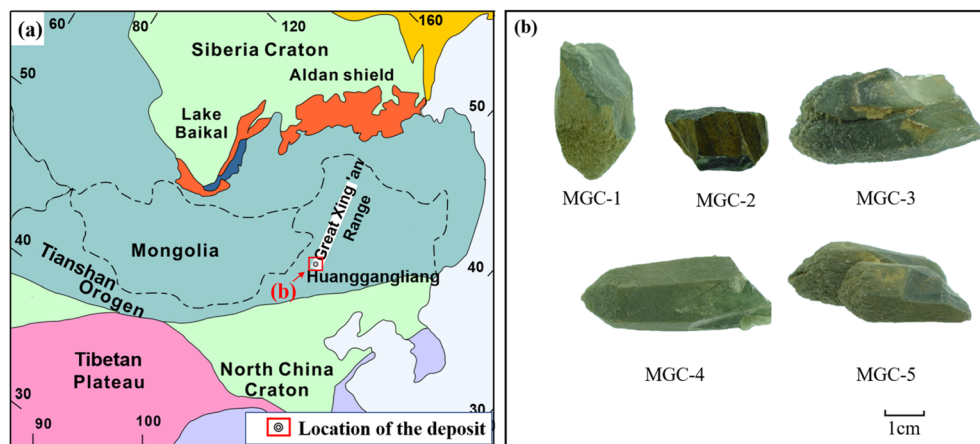 (a)
60
80
120
160
Siberia Craton
Aldan shield
50
50
Lake
Baikal
Great Xing'an
Range
Mongolia
40
40
Tianshan
Orogen
(b)
Huanggangliang
Tibetan
Plateau
North China
Craton
30
30
90
100
Location of the deposit
(b)
MGC-1
MGC-2
MGC-3
MGC-4
MGC-5
1cm